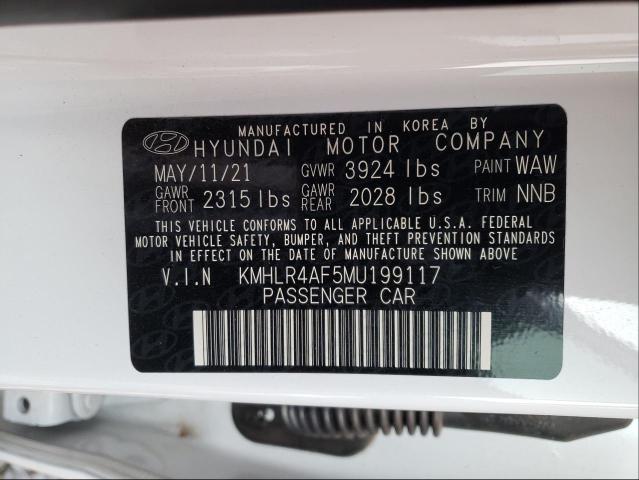 MANUFACTURED IN KOREA BY
HYUNDAI MOTOR COMPANY
MAY/11/21 GVWR 3924 lbs PAINT WAW
GAWR FRONT 2315 lbs GAWR REAR 2028 lbs TRIM NNB
THIS VEHICLE CONFORMS TO ALL APPLICABLE U.S.A. FEDERAL
MOTOR VEHICLE SAFETY, BUMPER, AND THEFT PREVENTION STANDARDS
IN EFFECT ON THE DATE OF MANUFACTURE SHOWN ABOVE
V.I.N KMHLR4AF5MU199117
PASSENGER CAR